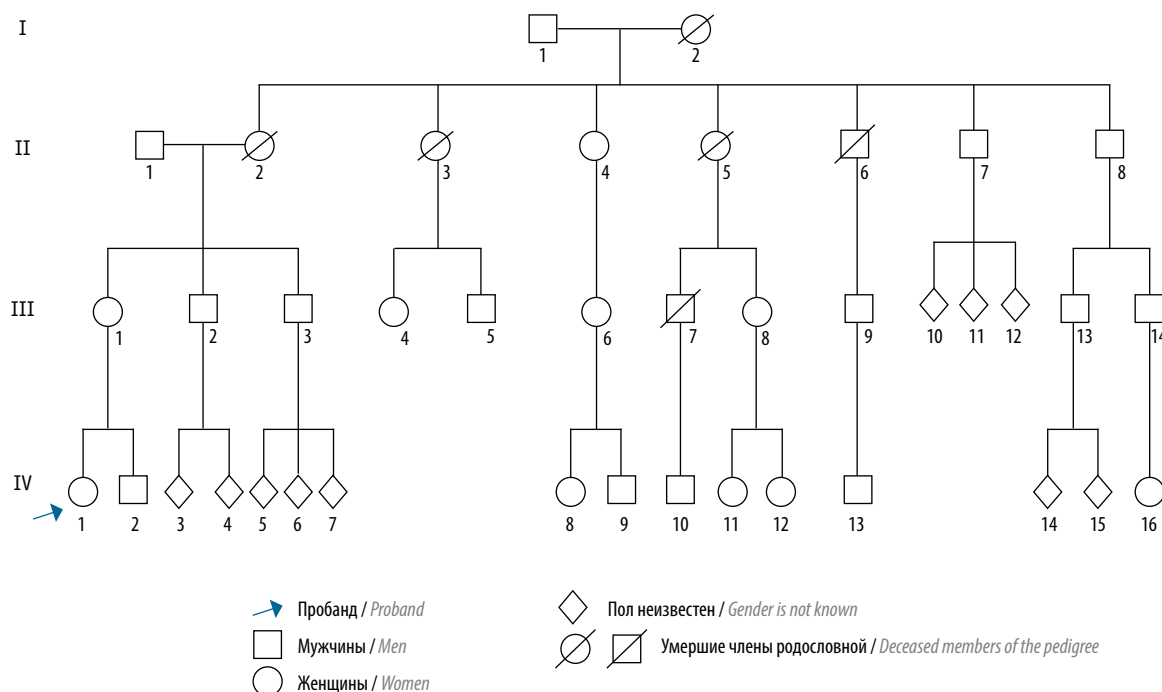 I
1 2
II
1 2 3 4 5 6 7 8
III
1 2 3 4 5 6 7 8 9 10 11 12 13 14
IV
1 2 3 4 5 6 7 8 9 10 11 12 13 14 15 16
Пробанд / Proband
Мужчины / Men
Женщины / Women
Пол неизвестен / Gender is not known
Умершие члены родословной / Deceased members of the pedigree